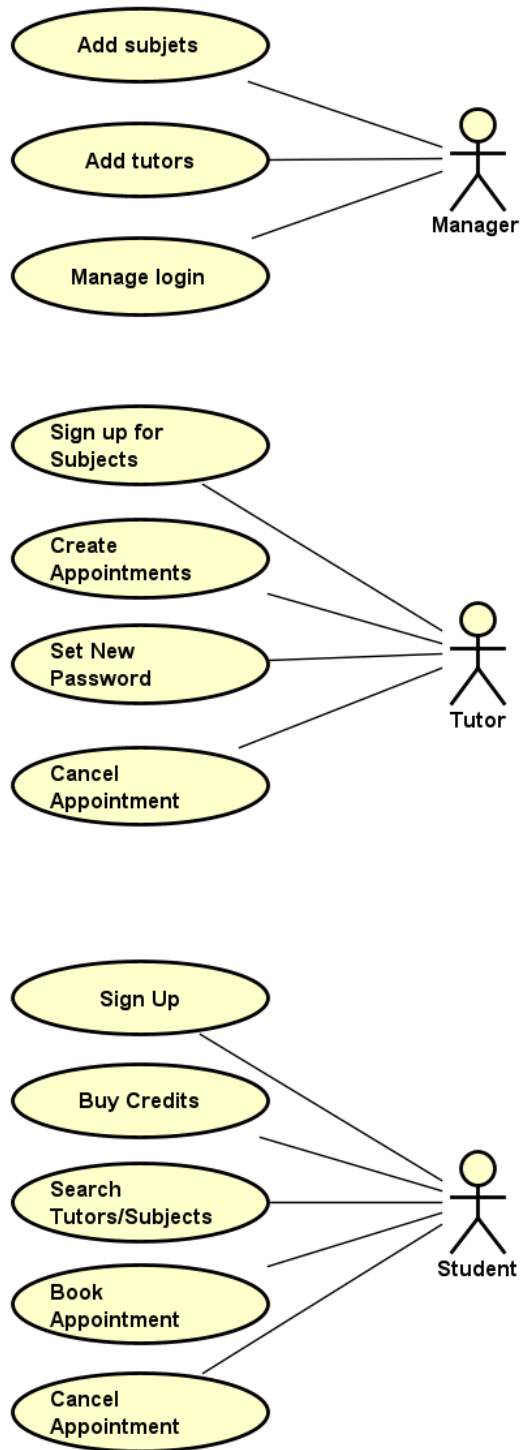 Add subjets
Add tutors
Manager
Manage login
Sign up for
Subjects
Create
Appointments
Set New
Password
Tutor
Cancel
Appointment
Sign Up
Buy Credits
Search
Tutors/Subjects
Student
Book
Appointment
Cancel
Appointment